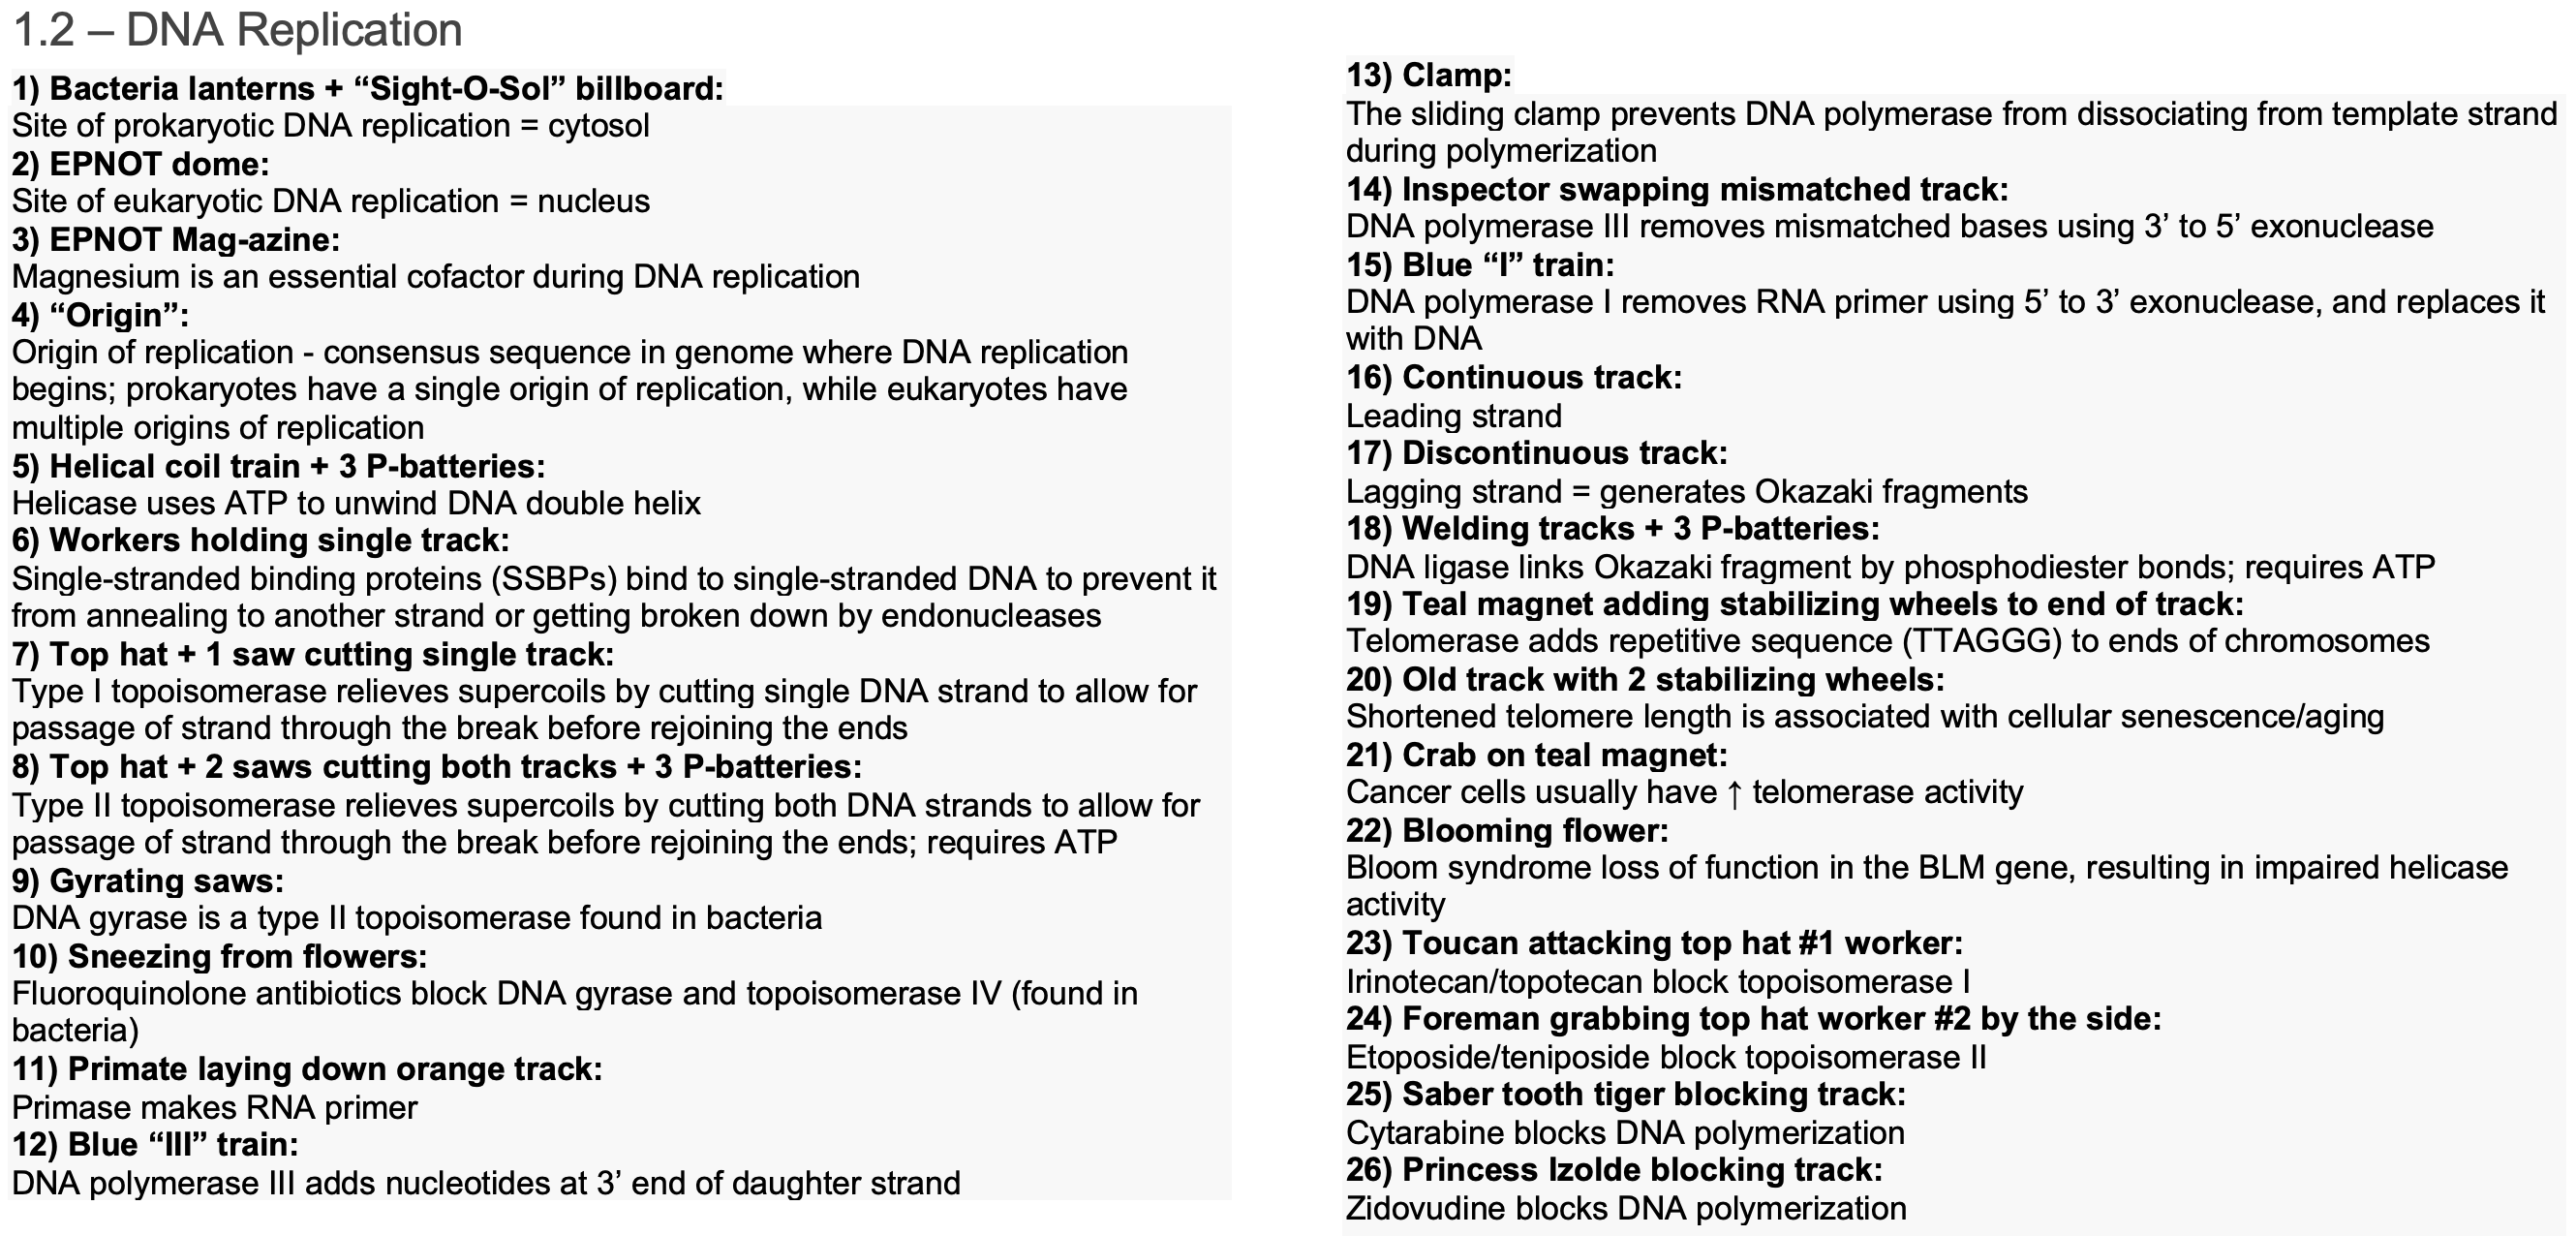 1.2 – DNA Replication
1) Bacteria lanterns + “Sight-O-Sol” billboard:
Site of prokaryotic DNA replication = cytosol
2) EPNOT dome:
Site of eukaryotic DNA replication = nucleus
3) EPNOT Mag-azine:
Magnesium is an essential cofactor during DNA replication
4) “Origin”:
Origin of replication - consensus sequence in genome where DNA replication
begins; prokaryotes have a single origin of replication, while eukaryotes have
multiple origins of replication
5) Helical coil train + 3 P-batteries:
Helicase uses ATP to unwind DNA double helix
6) Workers holding single track:
Single-stranded binding proteins (SSBPs) bind to single-stranded DNA to prevent it
from annealing to another strand or getting broken down by endonucleases
7) Top hat + 1 saw cutting single track:
Type I topoisomerase relieves supercoils by cutting single DNA strand to allow for
passage of strand through the break before rejoining the ends
8) Top hat + 2 saws cutting both tracks + 3 P-batteries:
Type II topoisomerase relieves supercoils by cutting both DNA strands to allow for
passage of strand through the break before rejoining the ends; requires ATP
9) Gyrating saws:
DNA gyrase is a type II topoisomerase found in bacteria
10) Sneezing from flowers:
Fluoroquinolone antibiotics block DNA gyrase and topoisomerase IV (found in
bacteria)
11) Primate laying down orange track:
Primase makes RNA primer
12) Blue “III” train:
DNA polymerase III adds nucleotides at 3’ end of daughter strand
13) Clamp:
The sliding clamp prevents DNA polymerase from dissociating from template strand
during polymerization
14) Inspector swapping mismatched track:
DNA polymerase III removes mismatched bases using 3’ to 5’ exonuclease
15) Blue “I” train:
DNA polymerase I removes RNA primer using 5’ to 3’ exonuclease, and replaces it
with DNA
16) Continuous track:
Leading strand
17) Discontinuous track:
Lagging strand = generates Okazaki fragments
18) Welding tracks + 3 P-batteries:
DNA ligase links Okazaki fragment by phosphodiester bonds; requires ATP
19) Teal magnet adding stabilizing wheels to end of track:
Telomerase adds repetitive sequence (TTAGGG) to ends of chromosomes
20) Old track with 2 stabilizing wheels:
Shortened telomere length is associated with cellular senescence/aging
21) Crab on teal magnet:
Cancer cells usually have ↑ telomerase activity
22) Blooming flower:
Bloom syndrome loss of function in the BLM gene, resulting in impaired helicase
activity
23) Toucan attacking top hat #1 worker:
Irinotecan/topotecan block topoisomerase I
24) Foreman grabbing top hat worker #2 by the side:
Etoposide/teniposide block topoisomerase II
25) Saber tooth tiger blocking track:
Cytarabine blocks DNA polymerization
26) Princess Izolde blocking track:
Zidovudine blocks DNA polymerization